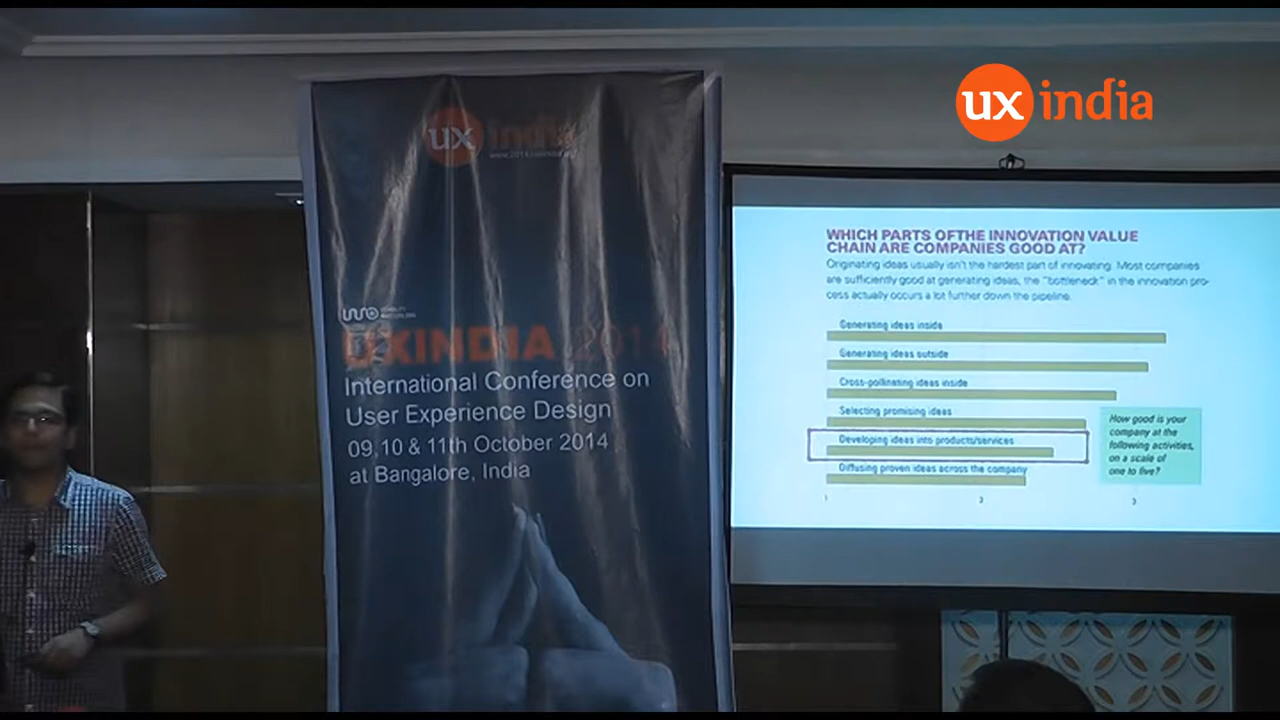 ux india
ux india
UXINDIA 2014
International Conference on
User Experience Design
09,10 & 11th October 2014
at Bangalore, India
WHICH PARTS OFTHE INNOVATION VALUE
CHAIN ARE COMPANIES GOOD AT?
Originating ideas usually isn't the hardest part of innovating. Most companies
are sufficiently good at generating ideas, the "bottleneck" in the innovation pro-
cess actually occurs a lot further down the pipeline.
Generating ideas inside
Generating ideas outside
Cross-pollinating ideas inside
Selecting promising ideas
Developing ideas into products/services
Diffusing proven ideas across the company
How good is your
company at the
following activities,
on a scale of
one to five?
1 2 3